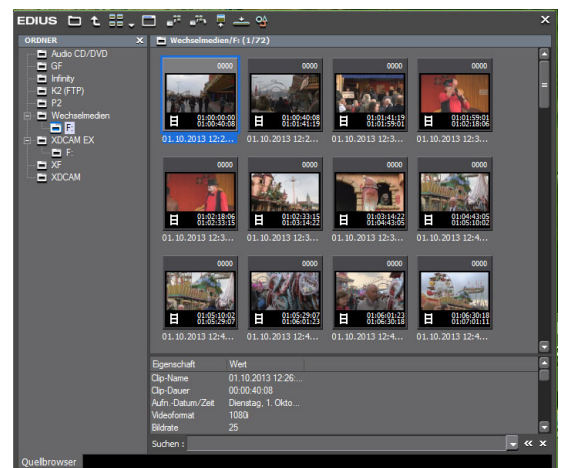 EDIUS
ORDNER
Audio CD/DVD
GF
Infinity
K2 (FTP)
P2
Wechselmedien
F:
XDCAM EX
F:
XF
XDCAM
Wechselmedien/F: (1/72)
0000 0000 0000 0000
01:00:00:00 01:00:40:08 01:01:41:19 01:01:59:01
01:00:40:08 01:01:41:19 01:01:59:01 01:02:18:06
01.10.2013 12:2... 01.10.2013 12:2... 01.10.2013 12:3... 01.10.2013 12:3...
0000 0000 0000 0000
01:02:18:06 01:02:33:15 01:03:14:22 01:04:43:05
01:02:33:15 01:03:14:22 01:04:43:05 01:05:10:02
01.10.2013 12:3... 01.10.2013 12:3... 01.10.2013 12:3... 01.10.2013 12:4...
0000 0000 0000 0000
01:05:10:02 01:05:29:07 01:06:01:23 01:06:30:18
01:05:29:07 01:06:01:23 01:06:30:18 01:07:01:11
01.10.2013 12:4... 01.10.2013 12:4... 01.10.2013 12:4... 01.10.2013 12:4...
Eigenschaft Wert
Clip-Name 01.10.2013 12:26:...
Clip-Dauer 00:00:40:08
Aufn.-Datum/Zeit Dienstag, 1. Okto...
Videoformat 1080i
Bildrate 25
Suchen :
Quellbrowser